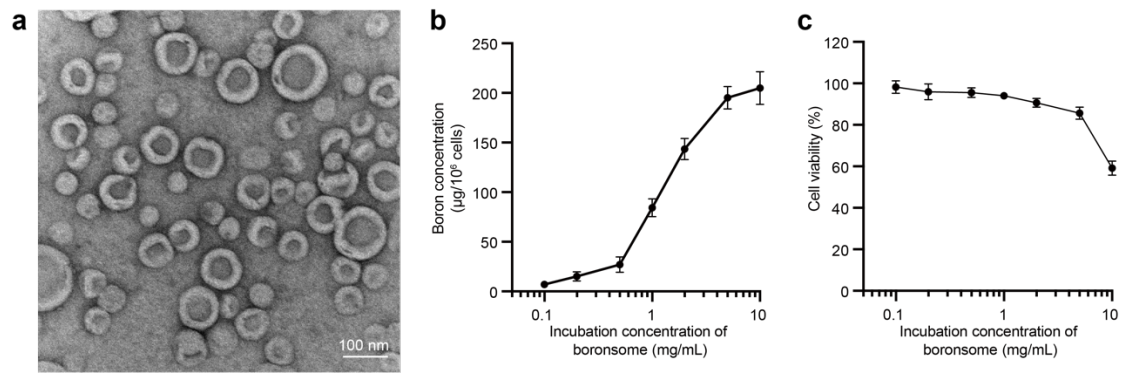 a
100 nm
b
250
200
150
100
50
0
Boron concentration
(µg/10⁶ cells)
0.1
1
10
Incubation concentration of
boronsome (mg/mL)
c
120
100
80
60
40
20
0
Cell viability (%)
0.1
1
10
Incubation concentration of
boronsome (mg/mL)